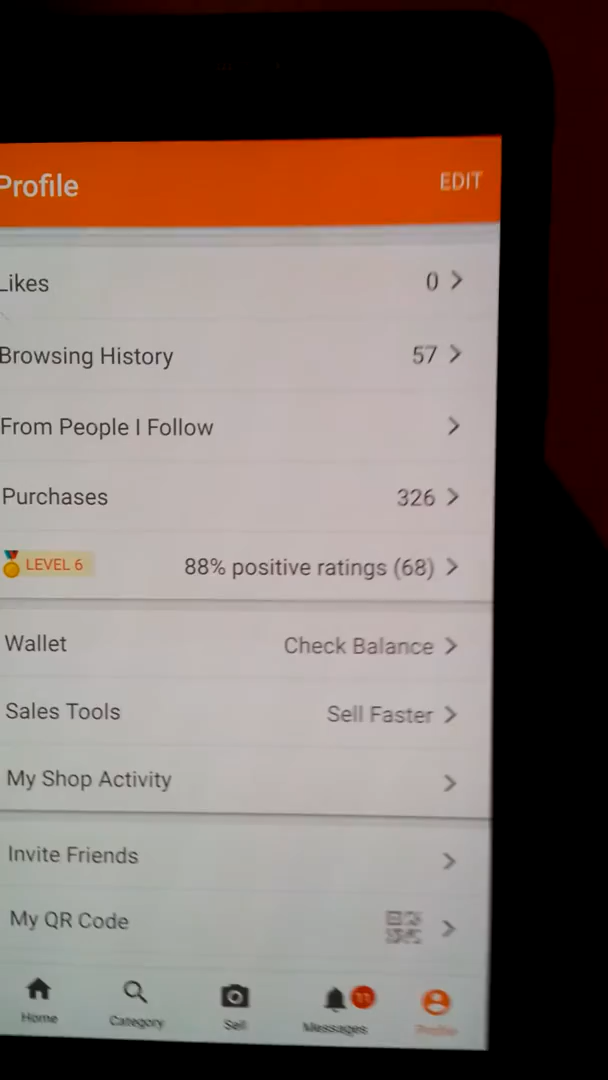 Profile EDIT
Likes 0
Browsing History 57
From People I Follow
Purchases 326
LEVEL 6 88% positive ratings (68)
Wallet Check Balance
Sales Tools Sell Faster
My Shop Activity
Invite Friends
My QR Code
Home Category Sell Messages 11 Profile